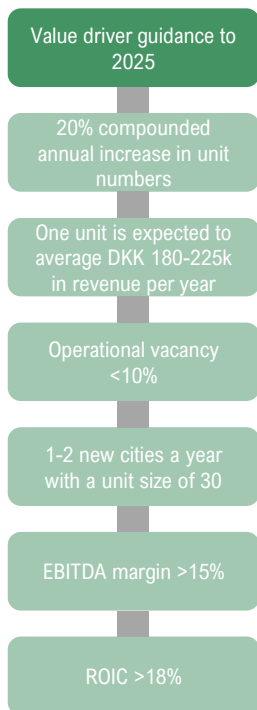 Value driver guidance to
2025
20% compounded
annual increase in unit
numbers
One unit is expected to
average DKK 180-225k
in revenue per year
Operational vacancy
<10%
1-2 new cities a year
with a unit size of 30
EBITDA margin >15%
ROIC >18%